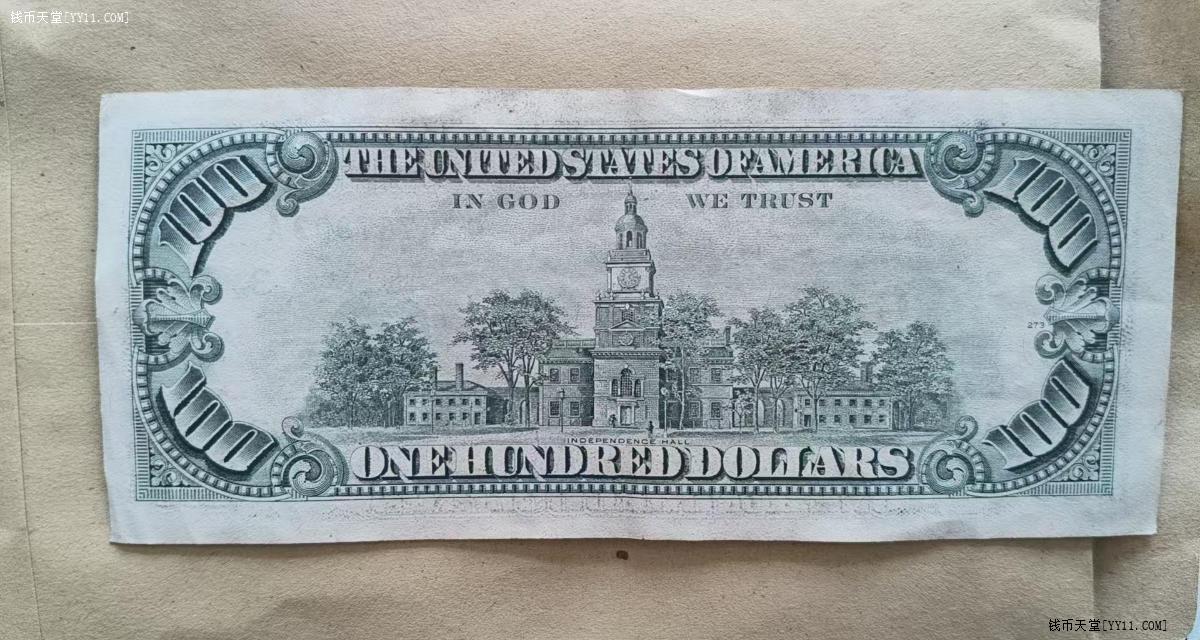 钱币天堂[YY11.COM]
100 THE UNITED STATES OF AMERICA 100
IN GOD WE TRUST
273
INDEPENDENCE HALL
100 ONE HUNDRED DOLLARS 100
钱币天堂[YY11.COM]